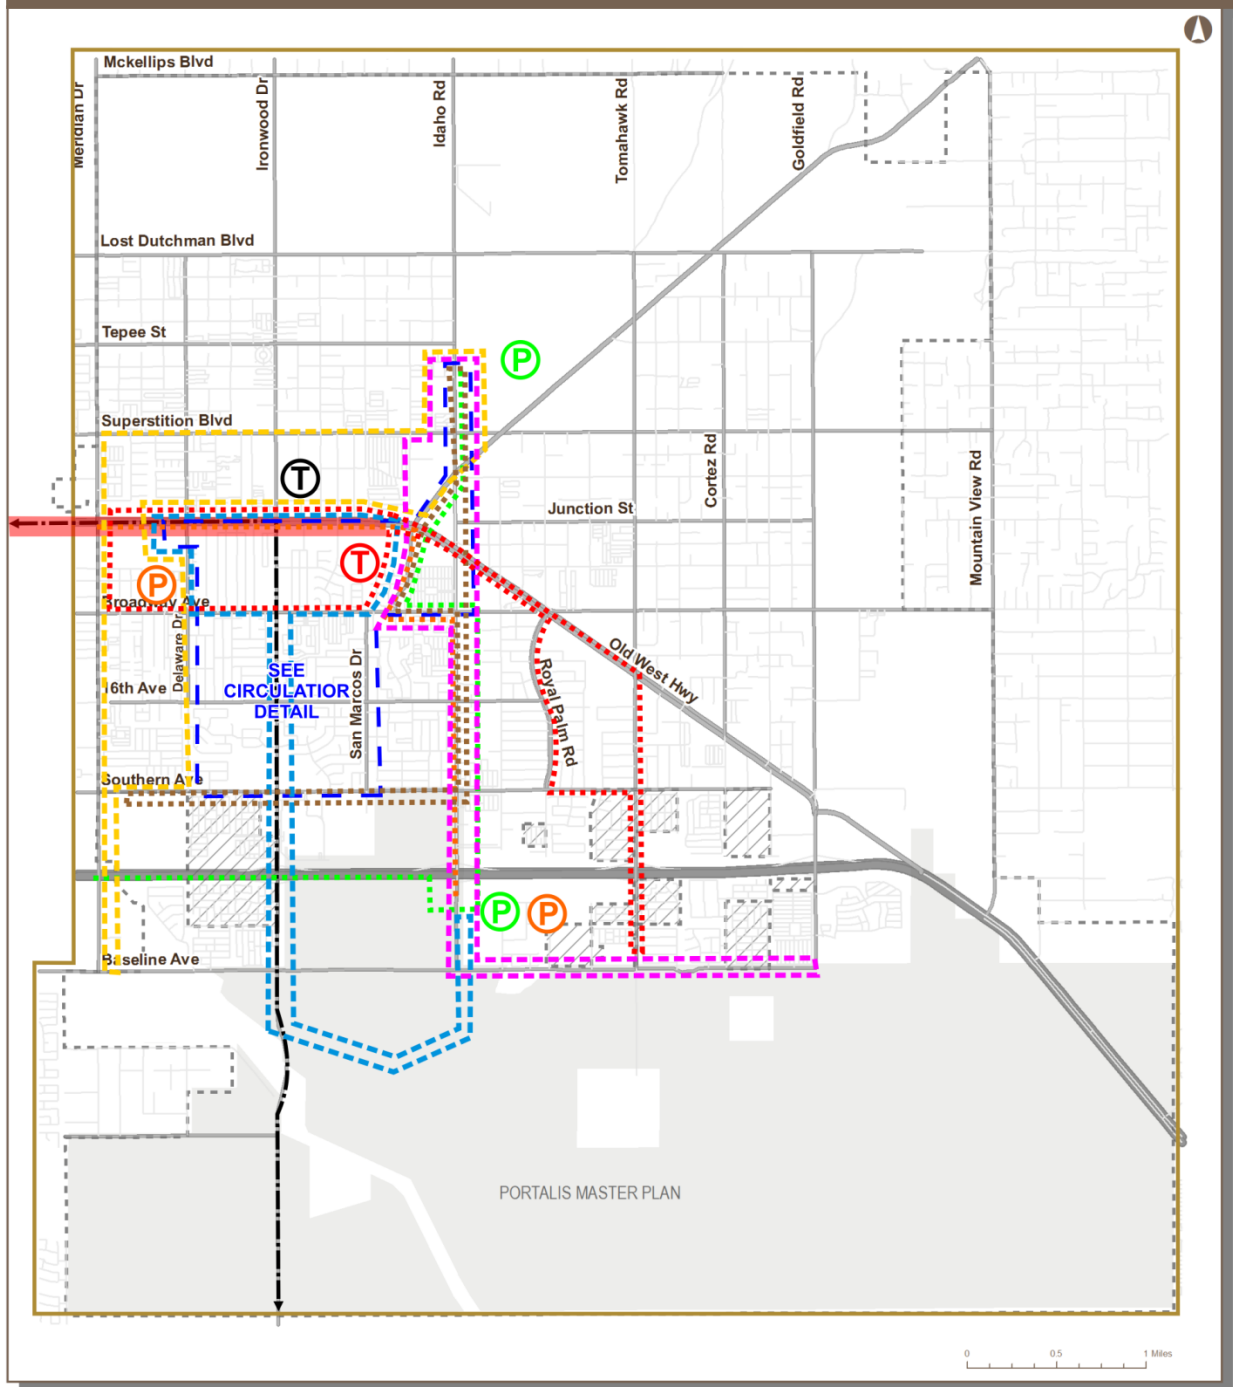 Mckellips Blvd
Meridian Dr
Ironwood Dr
Idaho Rd
Tomahawk Rd
Goldfield Rd
Lost Dutchman Blvd
Tepee St
P
Superstition Blvd
Cortez Rd
Mountain View Rd
T
Junction St
T
P
Broadway Ave
Delaware Dr
SEE
CIRCULATIOR
DETAIL
16th Ave
San Marcos Dr
Royal Palm Rd
Old West Hwy
Southern Ave
P
P
Baseline Ave
PORTALIS MASTER PLAN
0 0.5 1 Miles